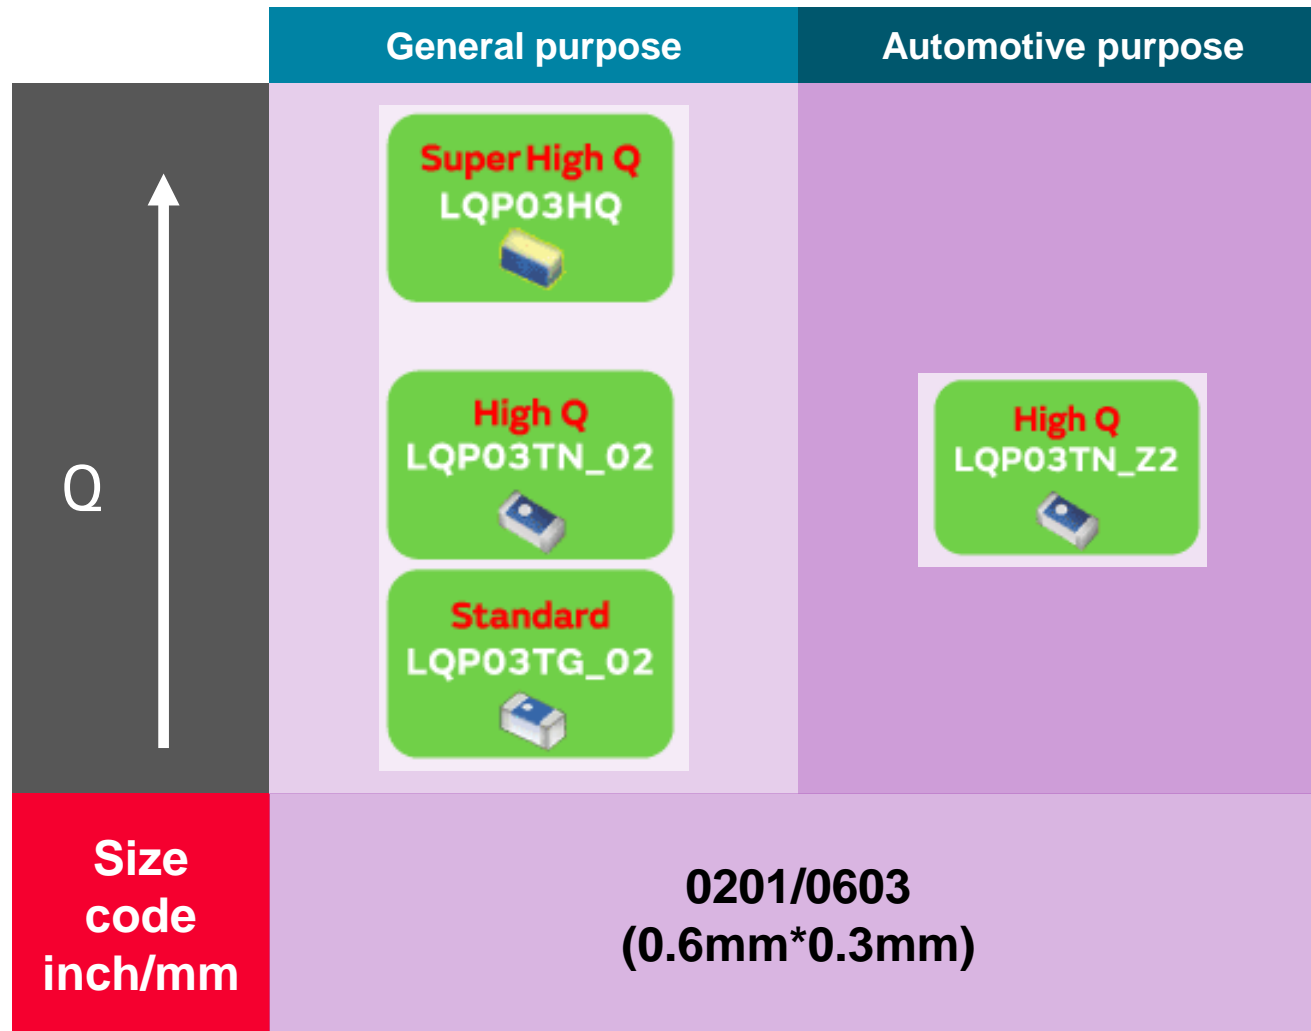 General purpose
Automotive purpose
Super High Q
LQP03HQ
High Q
LQP03TN_02
High Q
LQP03TN_Z2
Q
Standard
LQP03TG_02
Size
code
inch/mm
0201/0603
(0.6mm*0.3mm)